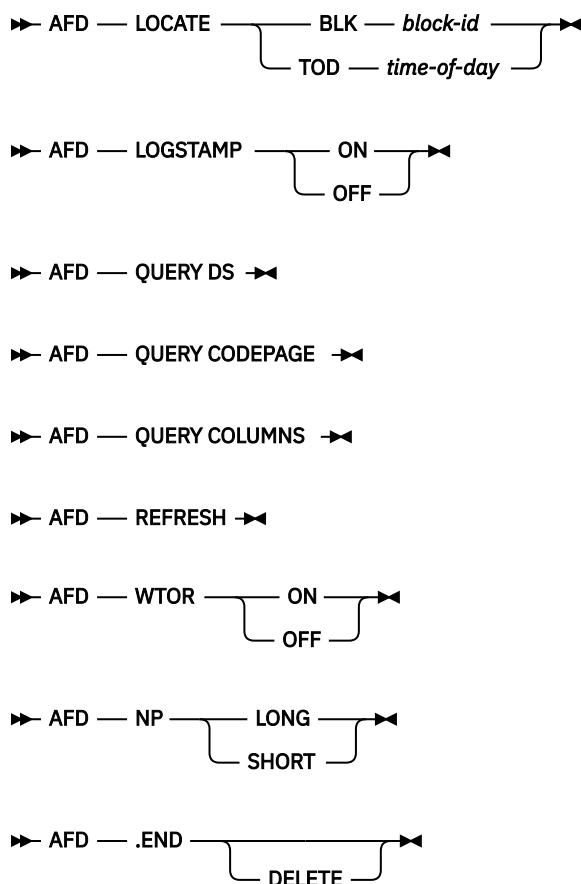 AFD LOCATE BLK block-id
TOD time-of-day
AFD LOGSTAMP ON
OFF
AFD QUERY DS
AFD QUERY CODEPAGE
AFD QUERY COLUMNS
AFD REFRESH
AFD WTOR ON
OFF
AFD NP LONG
SHORT
AFD .END
DELETE